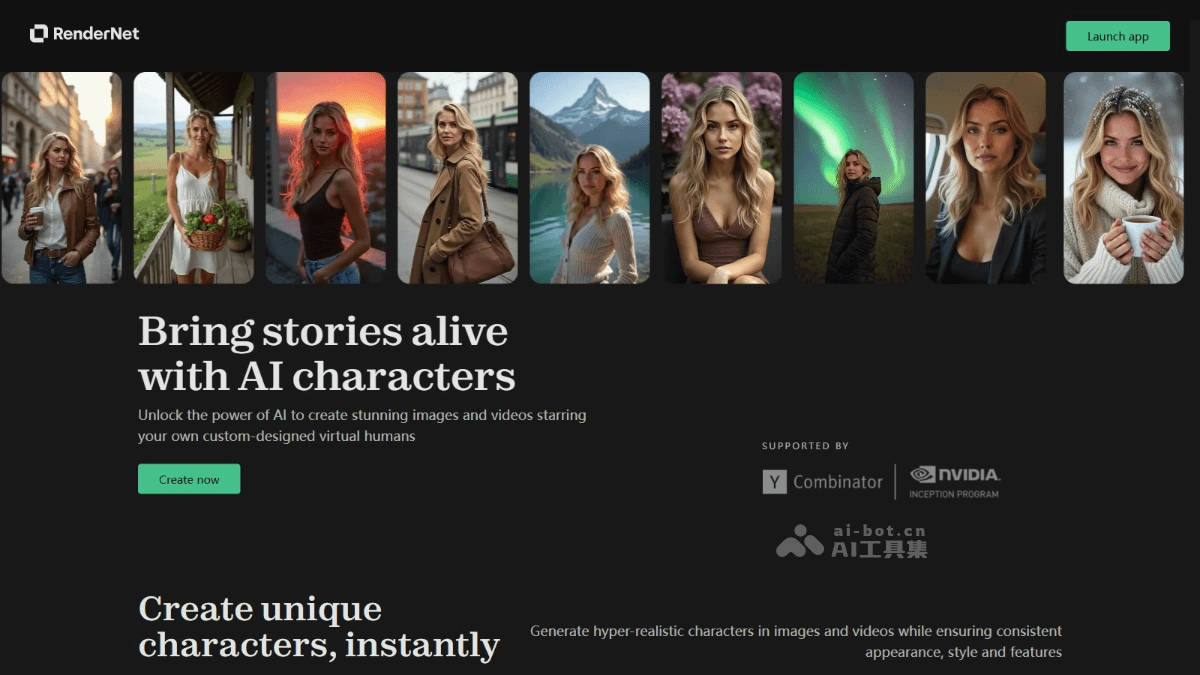 RenderNet
Launch app
Bring stories alive
with AI characters
Unlock the power of AI to create stunning images and videos starring
your own custom-designed virtual humans
Create now
SUPPORTED BY
Y Combinator
NVIDIA.
INCEPTION PROGRAM
ai-bot.cn
AI工具集
Create unique
characters, instantly
Generate hyper-realistic characters in images and videos while ensuring consistent
appearance, style and features